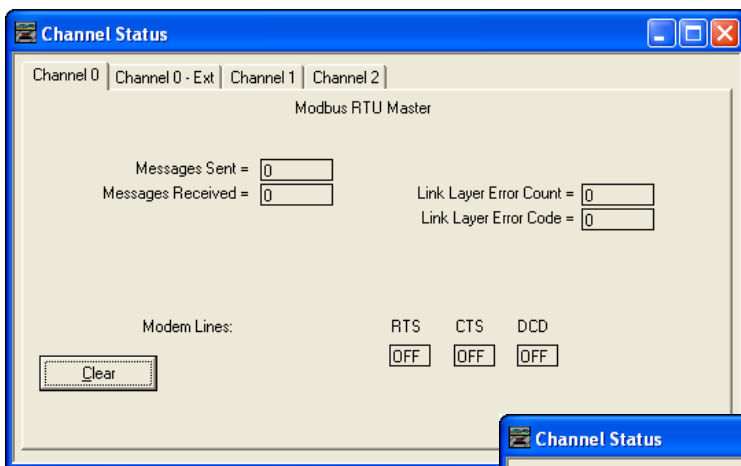 Channel Status
Channel 0 Channel 0 - Ext Channel 1 Channel 2
Modbus RTU Master
Messages Sent = 0
Messages Received = 0 Link Layer Error Count = 0
Link Layer Error Code = 0
Modem Lines: RTS CTS DCD
OFF OFF OFF
Clear
Channel Status